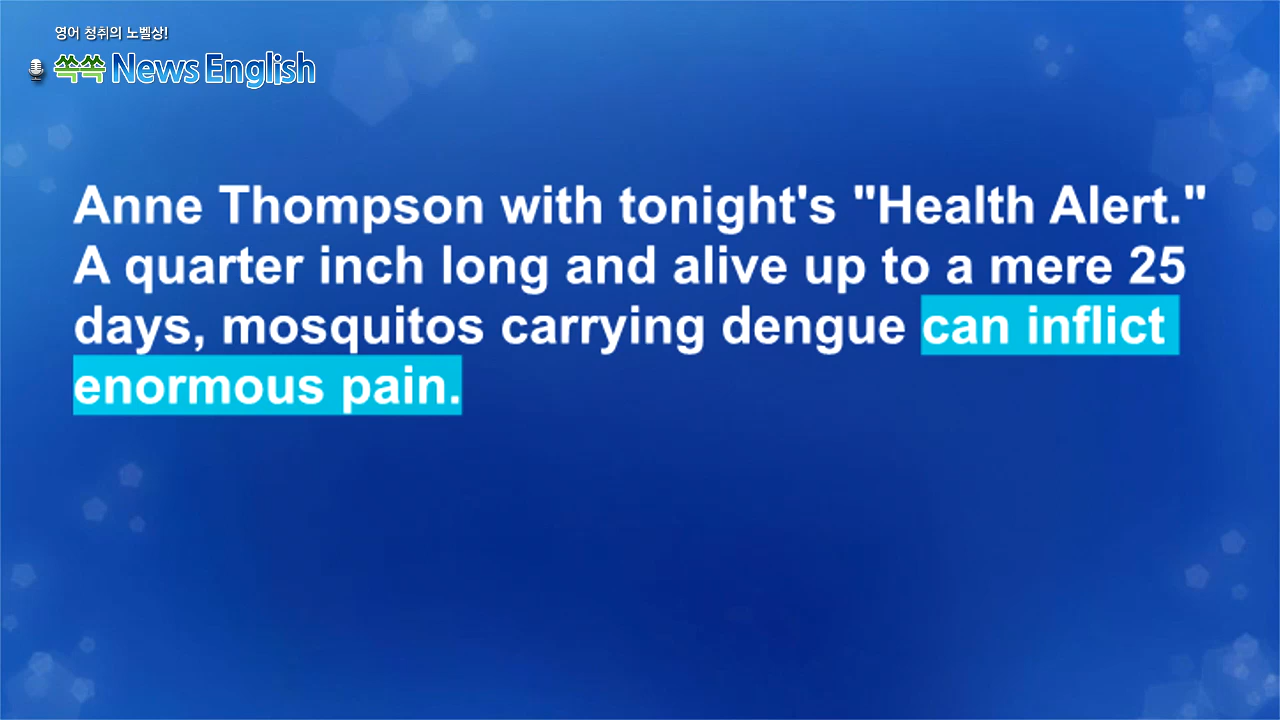 영어 청취의 노벨상!
쏙쏙 News English
Anne Thompson with tonight's "Health Alert."
A quarter inch long and alive up to a mere 25
days, mosquitos carrying dengue can inflict
enormous pain.